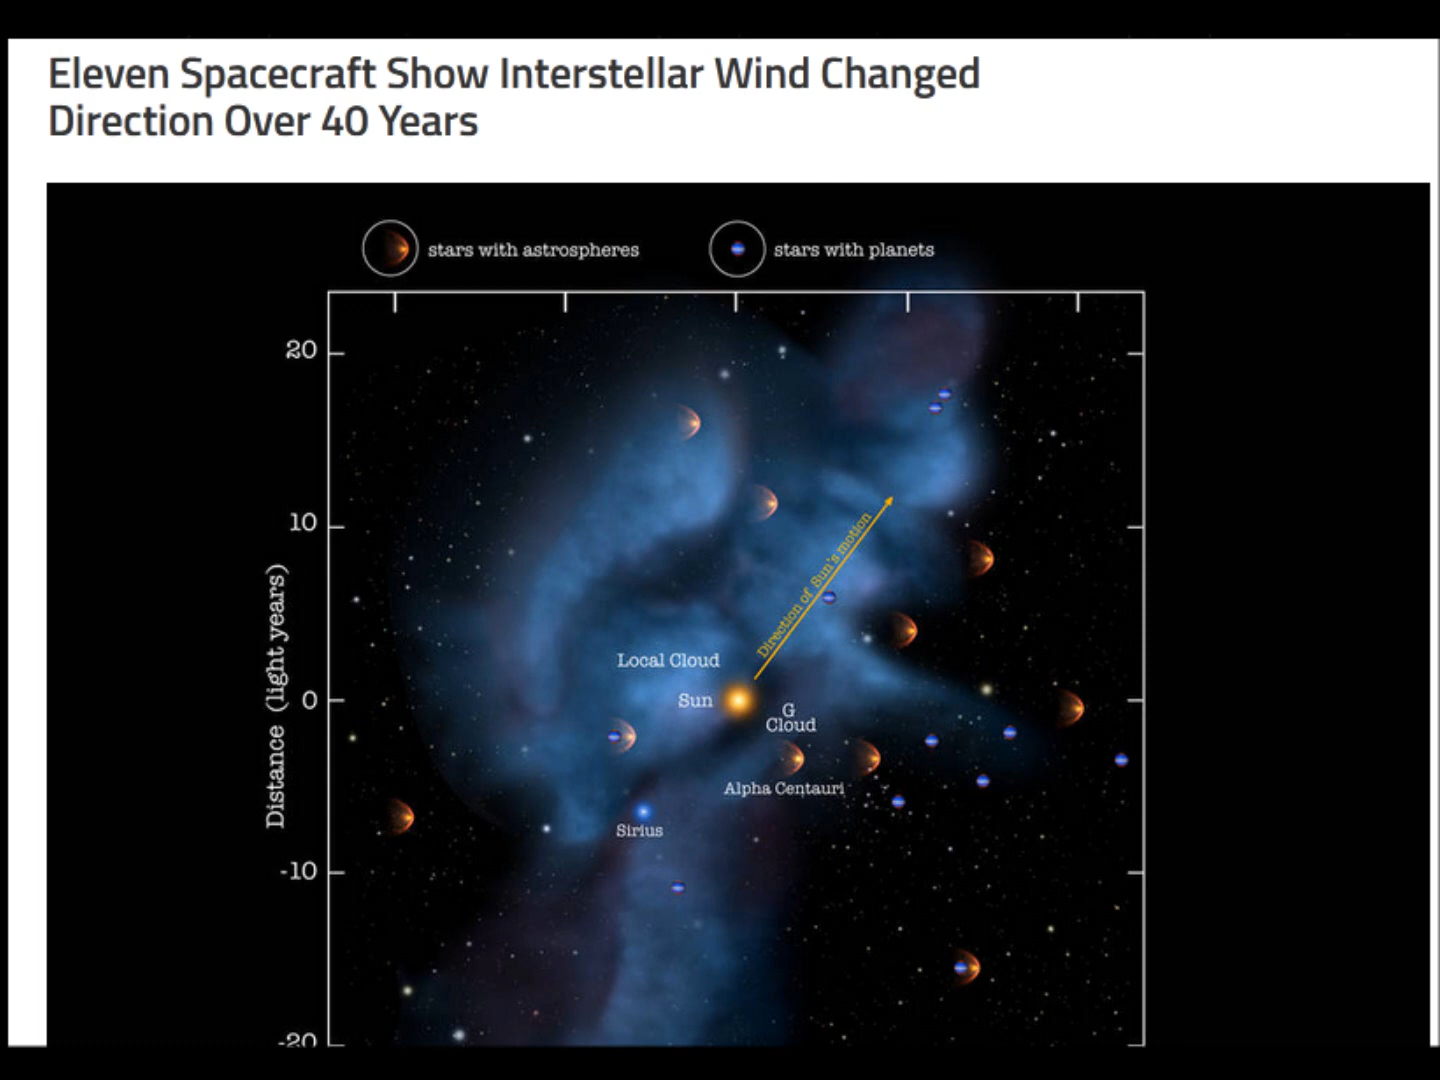 Eleven Spacecraft Show Interstellar Wind Changed
Direction Over 40 Years
stars with astrospheres
stars with planets
20
10
0
-10
-20
Distance (light years)
Direction of Sun's motion
Local Cloud
Sun
G
Cloud
Alpha Centauri
Sirius